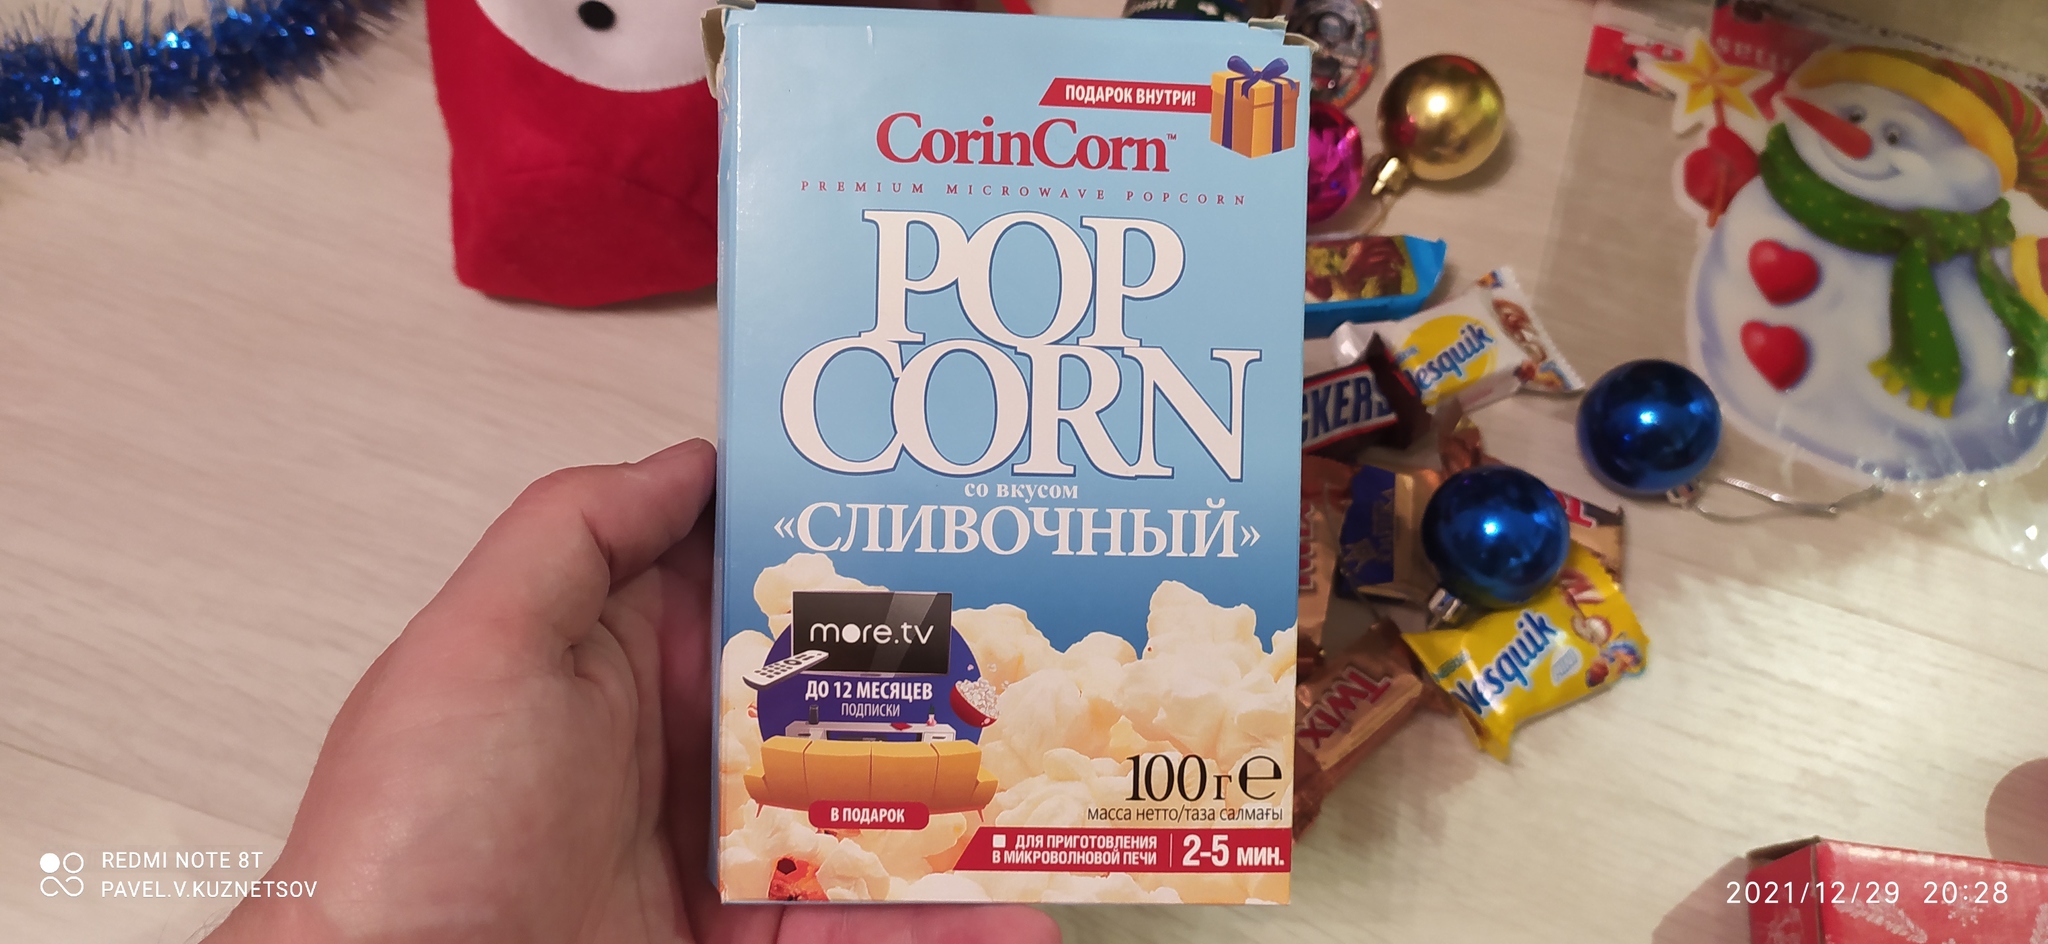 ПОДАРОК ВНУТРИ!
CorinCorn™
PREMIUM MICROWAVE POPCORN
POP
CORN
со вкусом
«СЛИВОЧНЫЙ»
more.tv
ДО 12 МЕСЯЦЕВ
ПОДПИСКИ
В ПОДАРОК
100 г ℮
масса нетто/таза салмағы
ДЛЯ ПРИГОТОВЛЕНИЯ
В МИКРОВОЛНОВОЙ ПЕЧИ
2-5 мин.
Nesquik
CKERS
Nesquik
TWIX
REDMI NOTE 8T
PAVEL.V.KUZNETSOV
2021/12/29 20:28